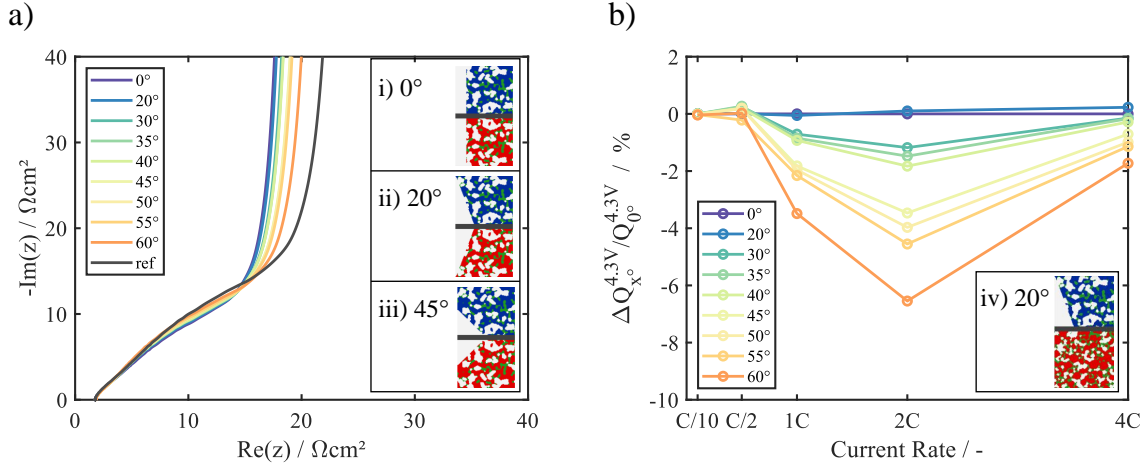 a)
40
30
20
10
0
-Im(z) / Ωcm²
0
10
20
30
40
Re(z) / Ωcm²
0°
20°
30°
35°
40°
45°
50°
55°
60°
ref
i) 0°
ii) 20°
iii) 45°
b)
2
0
-2
-4
-6
-8
-10
ΔQ_x°^4.3V/Q_0°^4.3V / %
C/10
C/2
1C
2C
4C
Current Rate / -
0°
20°
30°
35°
40°
45°
50°
55°
60°
iv) 20°